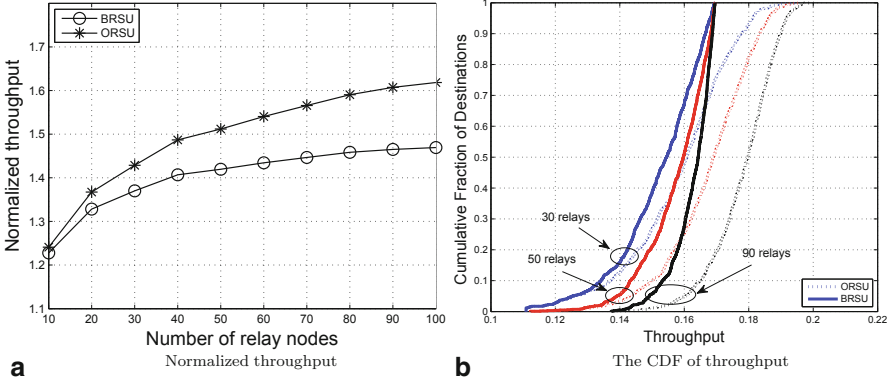 BRSU
ORSU
Normalized throughput
1.8
1.7
1.6
1.5
1.4
1.3
1.2
1.1
10 20 30 40 50 60 70 80 90 100
Number of relay nodes
a Normalized throughput
Cumulative Fraction of Destinations
1
0.9
0.8
0.7
0.6
0.5
0.4
0.3
0.2
0.1
0
30 relays
50 relays
90 relays
ORSU
BRSU
0.1 0.12 0.14 0.16 0.18 0.2 0.22
Throughput
b The CDF of throughput